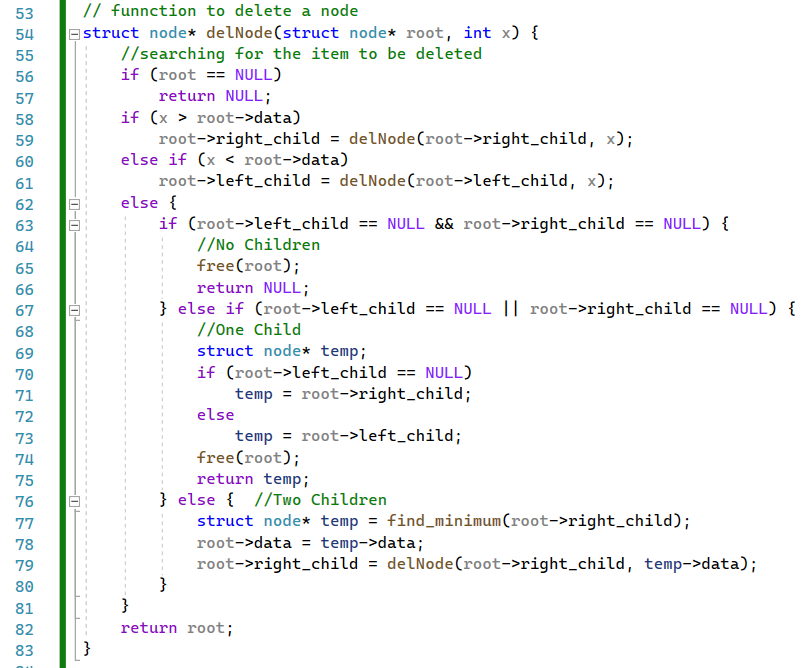 53 // funnction to delete a node
54 struct node* delNode(struct node* root, int x) {
55 //searching for the item to be deleted
56 if (root == NULL)
57 return NULL;
58 if (x > root->data)
59 root->right_child = delNode(root->right_child, x);
60 else if (x < root->data)
61 root->left_child = delNode(root->left_child, x);
62 else {
63 if (root->left_child == NULL && root->right_child == NULL) {
64 //No Children
65 free(root);
66 return NULL;
67 } else if (root->left_child == NULL || root->right_child == NULL) {
68 //One Child
69 struct node* temp;
70 if (root->left_child == NULL)
71 temp = root->right_child;
72 else
73 temp = root->left_child;
74 free(root);
75 return temp;
76 } else { //Two Children
77 struct node* temp = find_minimum(root->right_child);
78 root->data = temp->data;
79 root->right_child = delNode(root->right_child, temp->data);
80 }
81 }
82 return root;
83 }